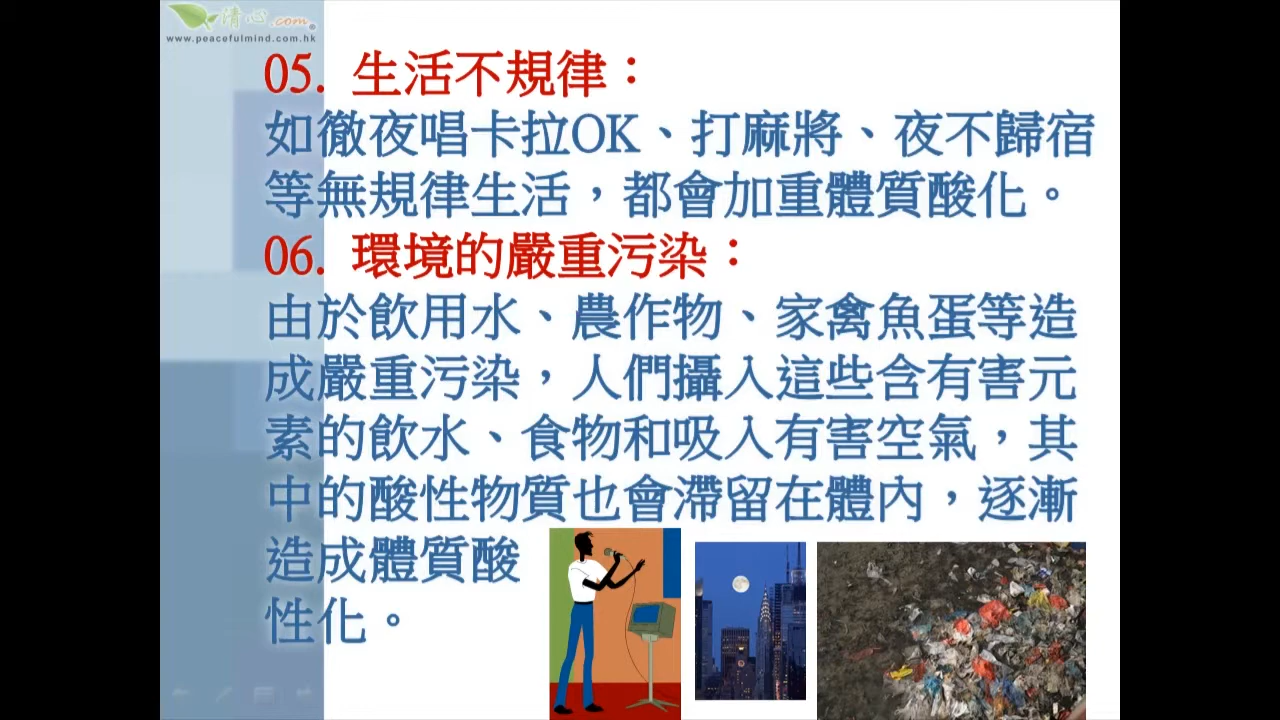 清心.com
www.peacefulmind.com.hk
05. 生活不規律：
如徹夜唱卡拉OK、打麻將、夜不歸宿
等無規律生活，都會加重體質酸化。
06. 環境的嚴重污染：
由於飲用水、農作物、家禽魚蛋等造
成嚴重污染，人們攝入這些含有害元
素的飲水、食物和吸入有害空氣，其
中的酸性物質也會滯留在體內，逐漸
造成體質酸
性化。